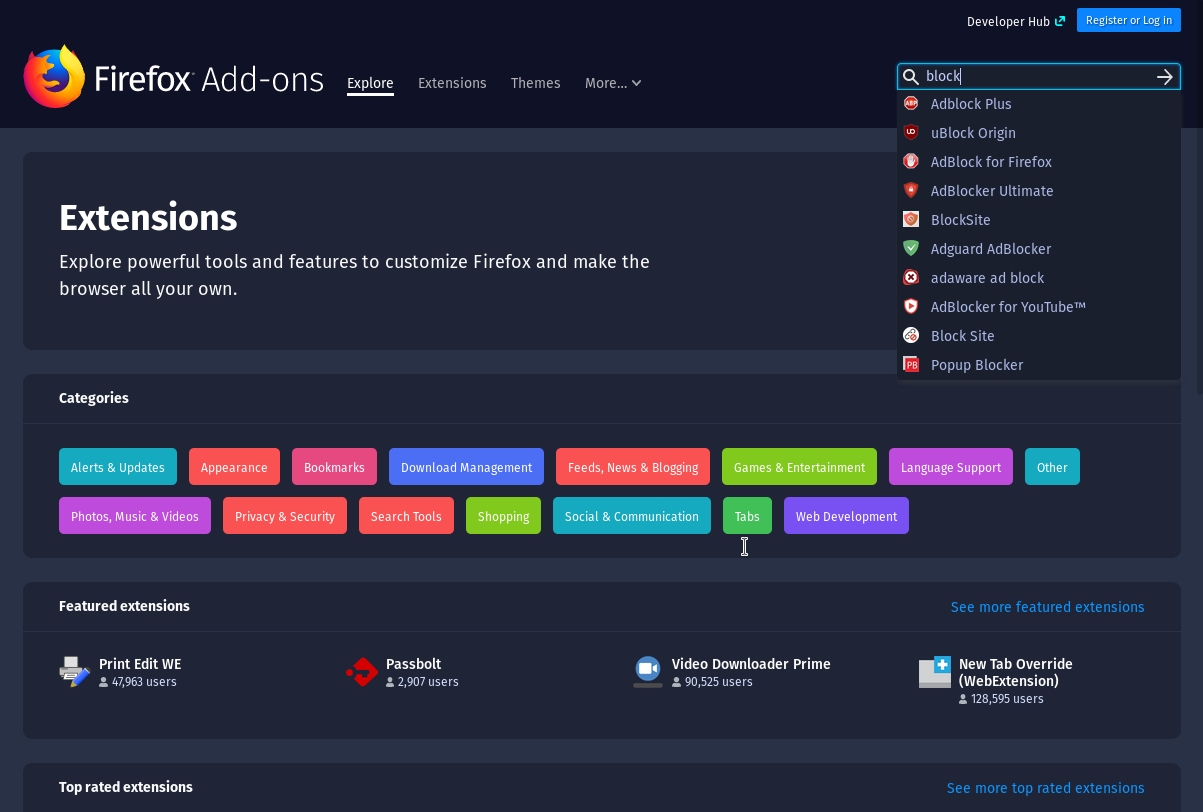 Developer Hub
Register or Log in
Firefox Add-ons
Explore
Extensions
Themes
More...
block
ABP Adblock Plus
uBlock Origin
AdBlock for Firefox
AdBlocker Ultimate
BlockSite
Adguard AdBlocker
adaware ad block
AdBlocker for YouTube™
Block Site
PB Popup Blocker
Extensions
Explore powerful tools and features to customize Firefox and make the
browser all your own.
Categories
Alerts & Updates
Appearance
Bookmarks
Download Management
Feeds, News & Blogging
Games & Entertainment
Language Support
Other
Photos, Music & Videos
Privacy & Security
Search Tools
Shopping
Social & Communication
Tabs
Web Development
Featured extensions
See more featured extensions
Print Edit WE
47,963 users
Passbolt
2,907 users
Video Downloader Prime
90,525 users
New Tab Override
(WebExtension)
128,595 users
Top rated extensions
See more top rated extensions